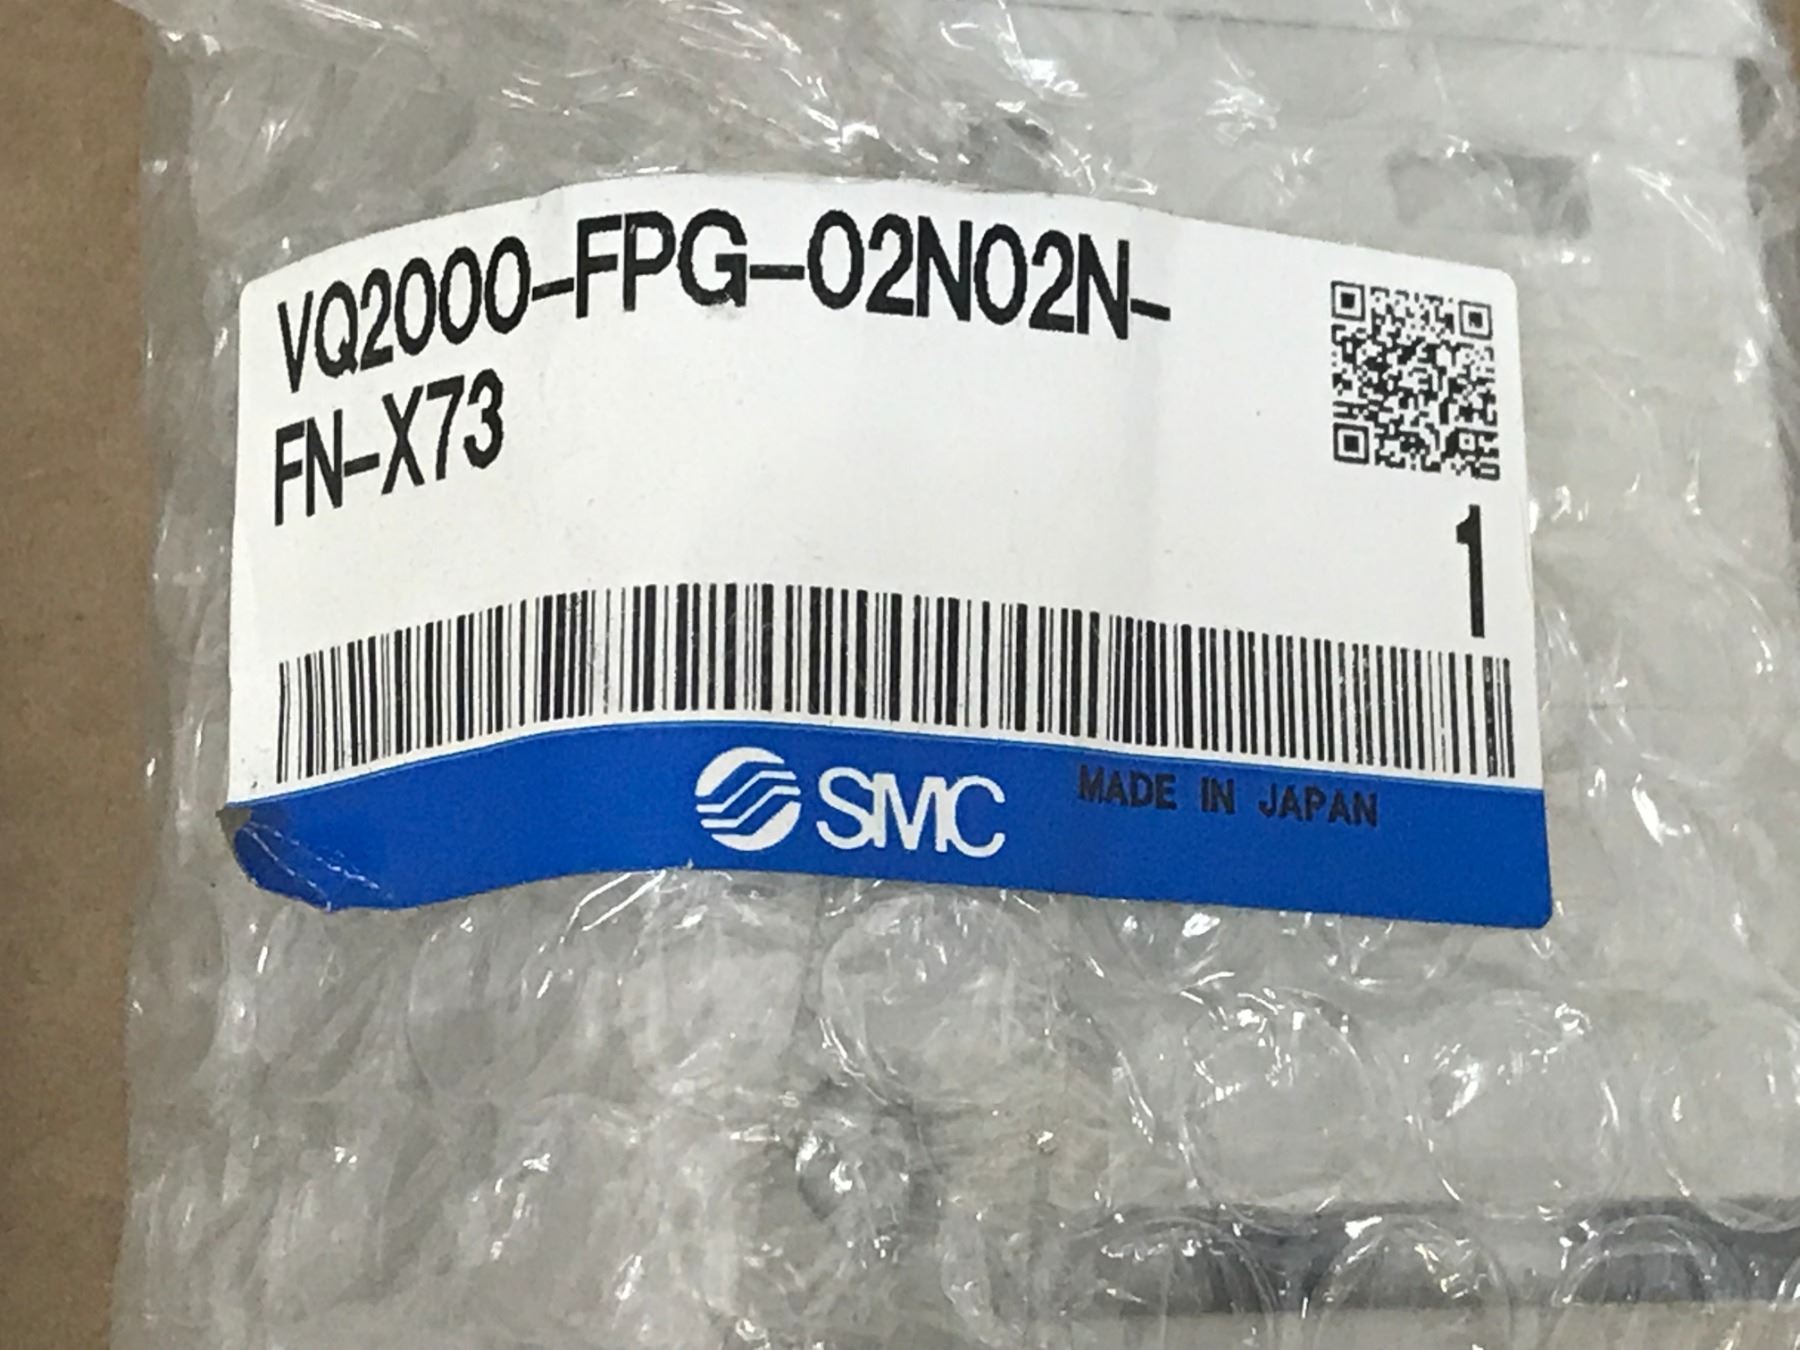 VQ2000-FPG-02N02N-
FN-X73
1
SMC MADE IN JAPAN